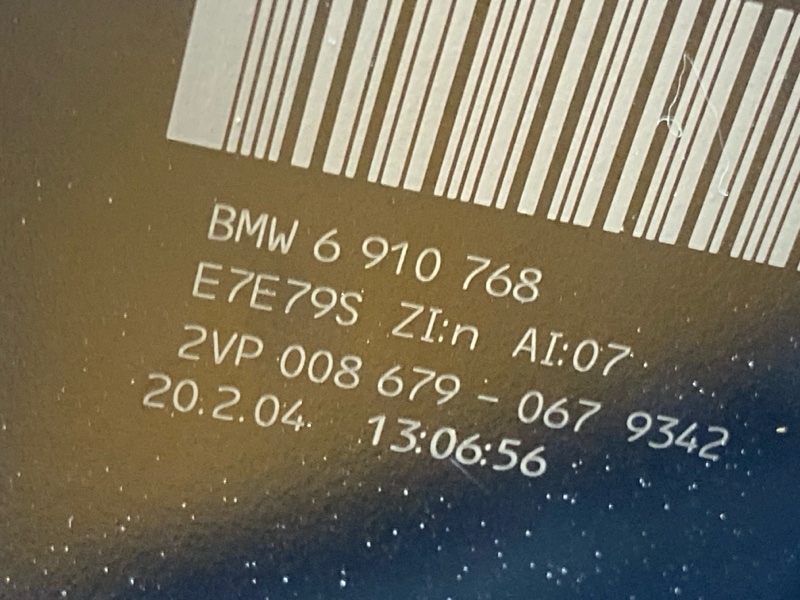 BMW 6 910 768
E7E79S ZI:n AI:07
2VP 008 679 - 067 9342
20.2.04. 13:06:56